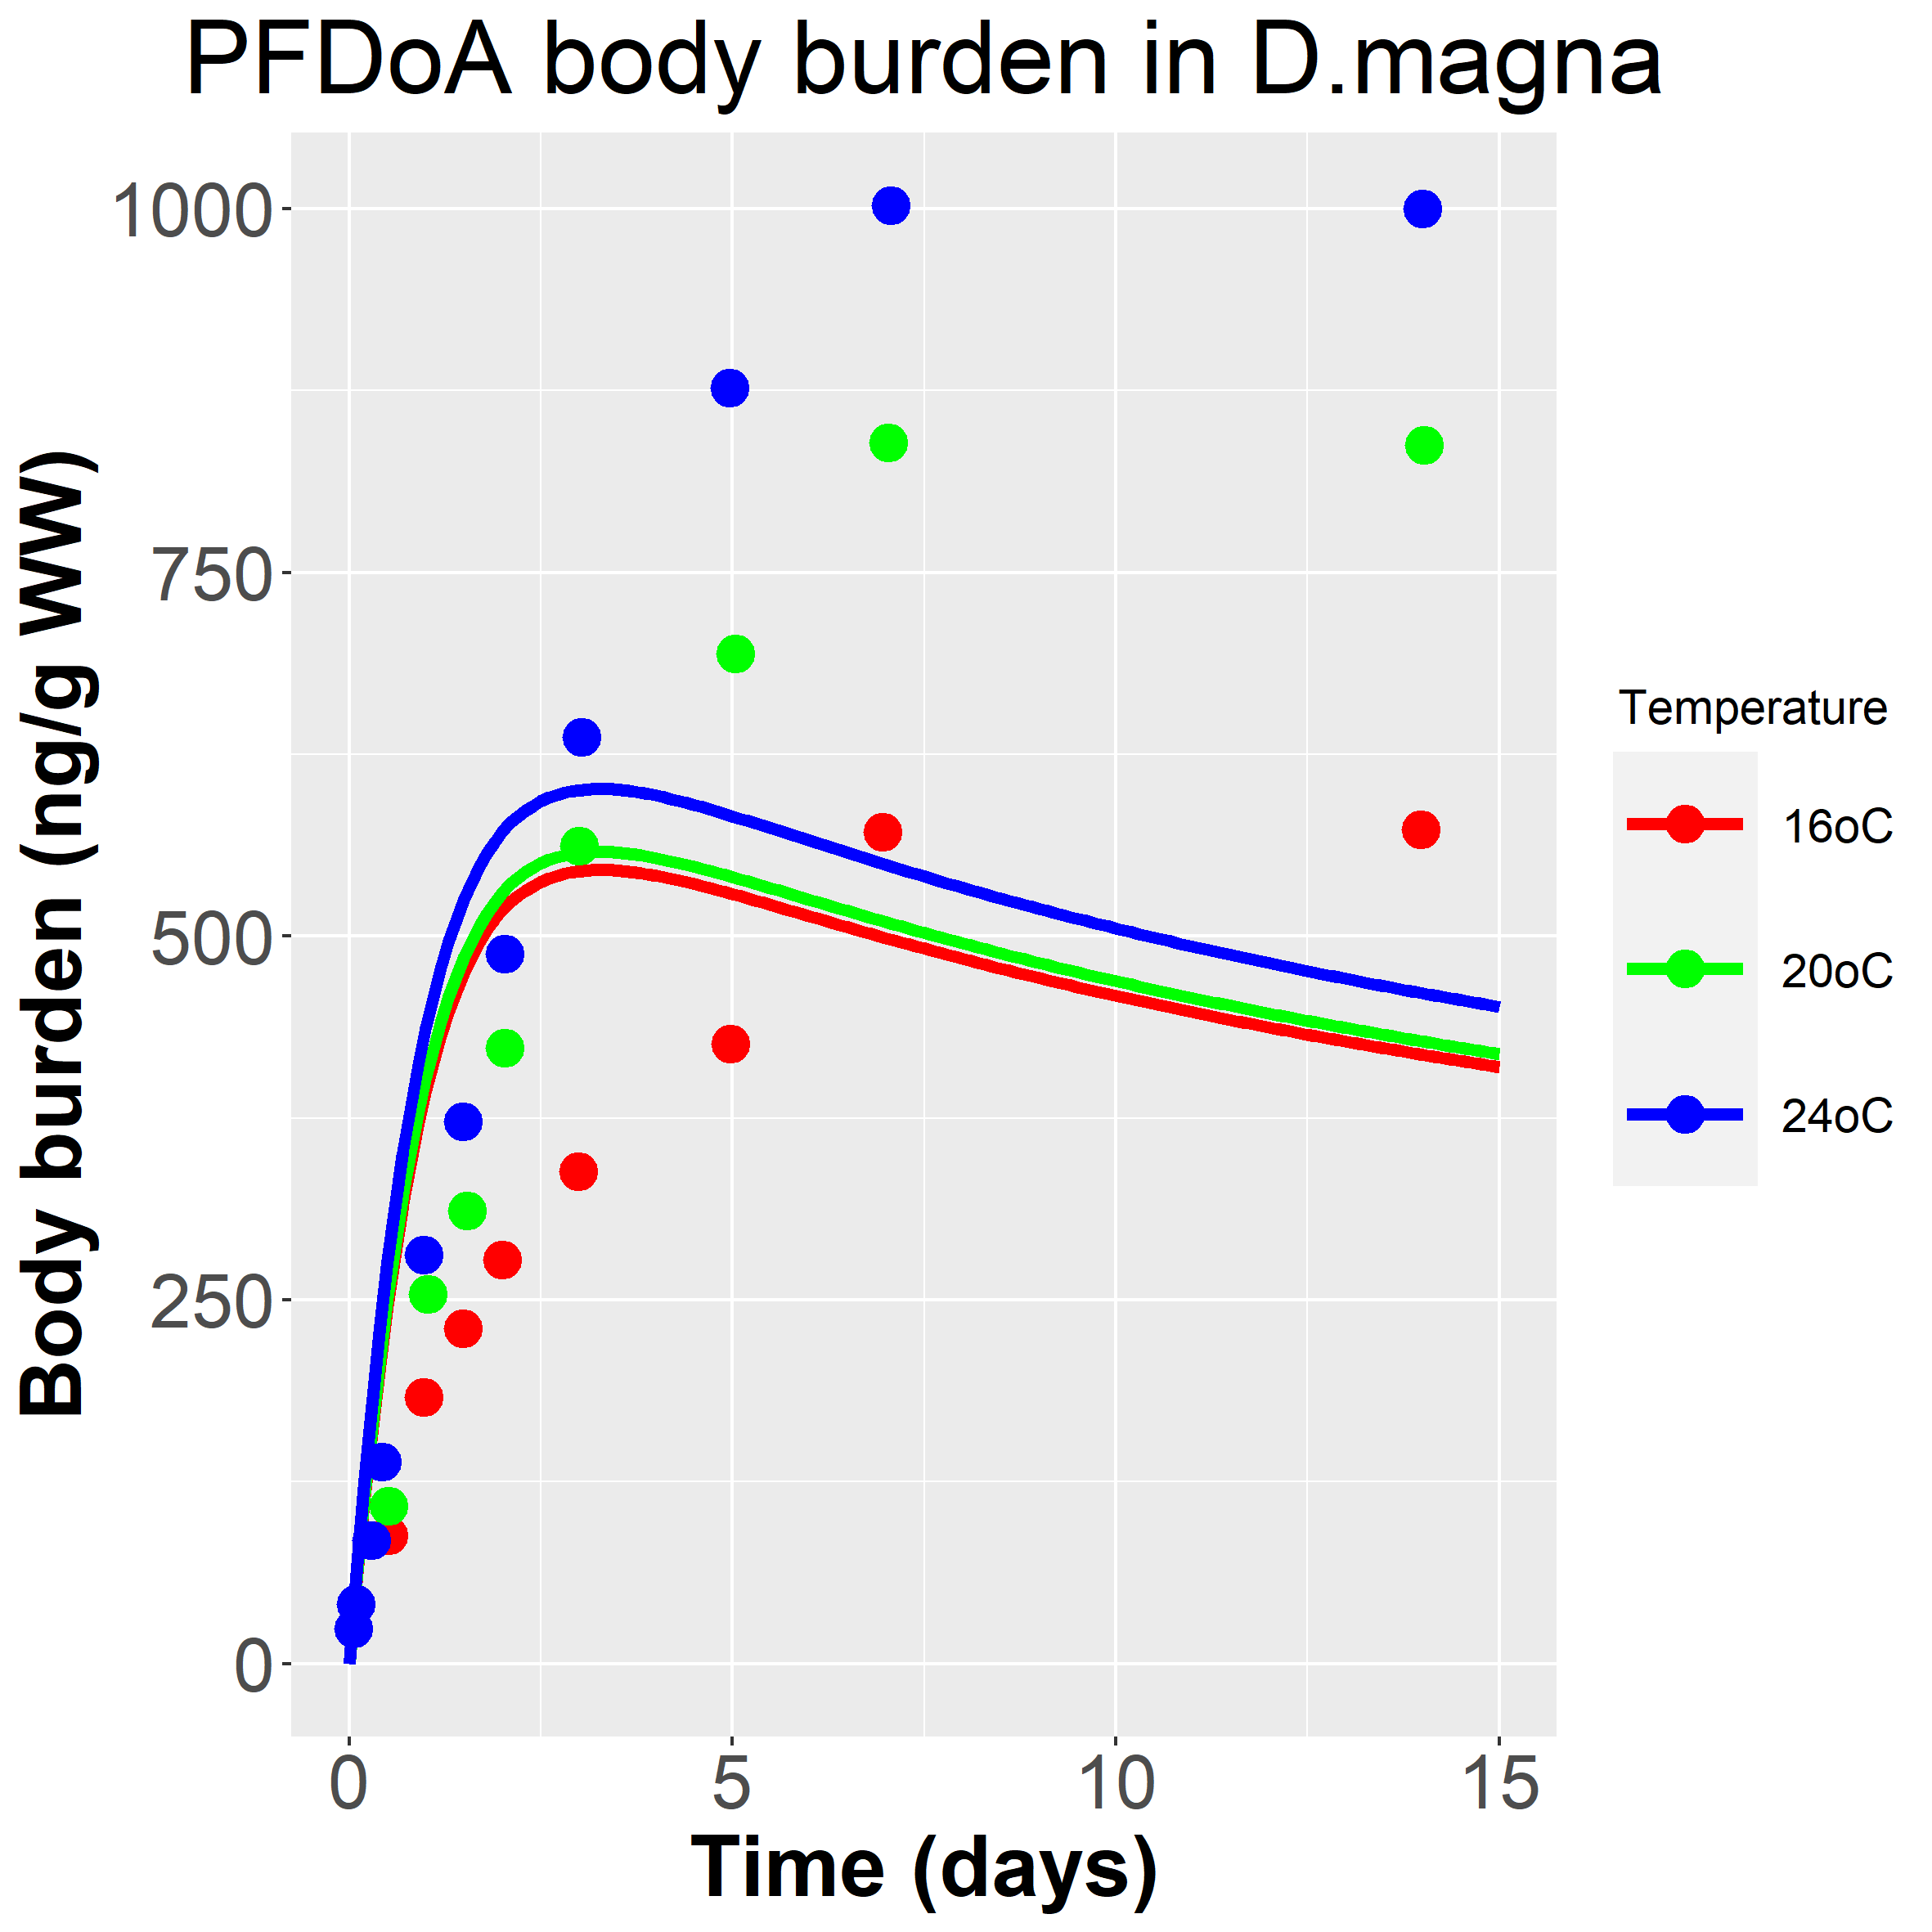 PFDoA body burden in D.magna
Body burden (ng/g WW)
1000
750
500
250
0
0 5 10 15
Time (days)
Temperature
16oC
20oC
24oC